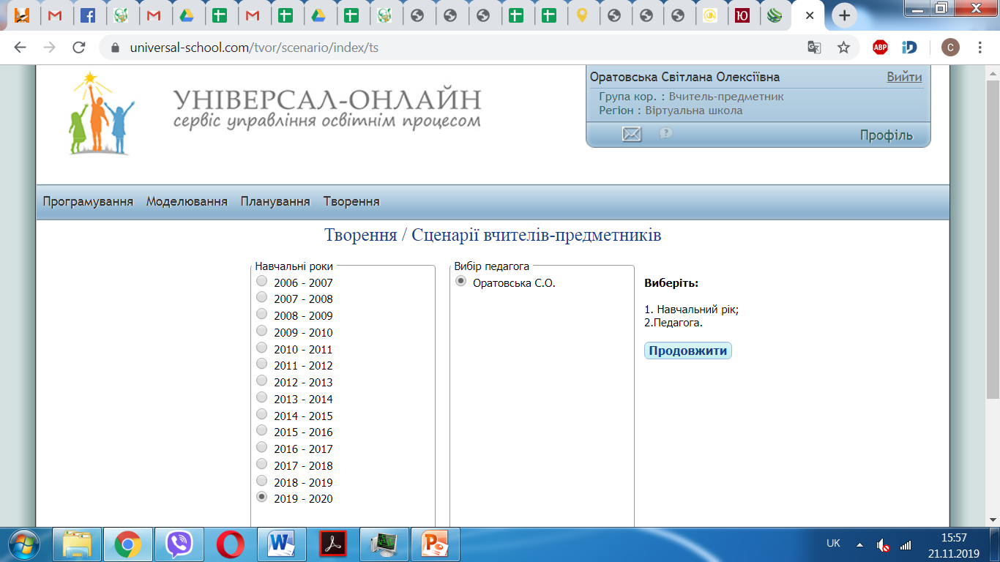 universal-school.com/tvor/scenario/index/ts
ABP
C
Ю
УНІВЕРСАЛ-ОНЛАЙН
сервіс управління освітнім процесом
Оратовська Світлана Олексіївна
Выйти
Група кор. : Вчитель-предметник
Регіон : Віртуальна школа
Профіль
Програмування Моделювання Планування Творення
Творення / Сценарії вчителів-предметників
Навчальні роки
2006 - 2007
2007 - 2008
2008 - 2009
2009 - 2010
2010 - 2011
2011 - 2012
2012 - 2013
2013 - 2014
2014 - 2015
2015 - 2016
2016 - 2017
2017 - 2018
2018 - 2019
2019 - 2020
Вибір педагога
Оратовська С.О.
Виберіть:
1. Навчальний рік;
2.Педагога.
Продовжити
UK
15:57
21.11.2019